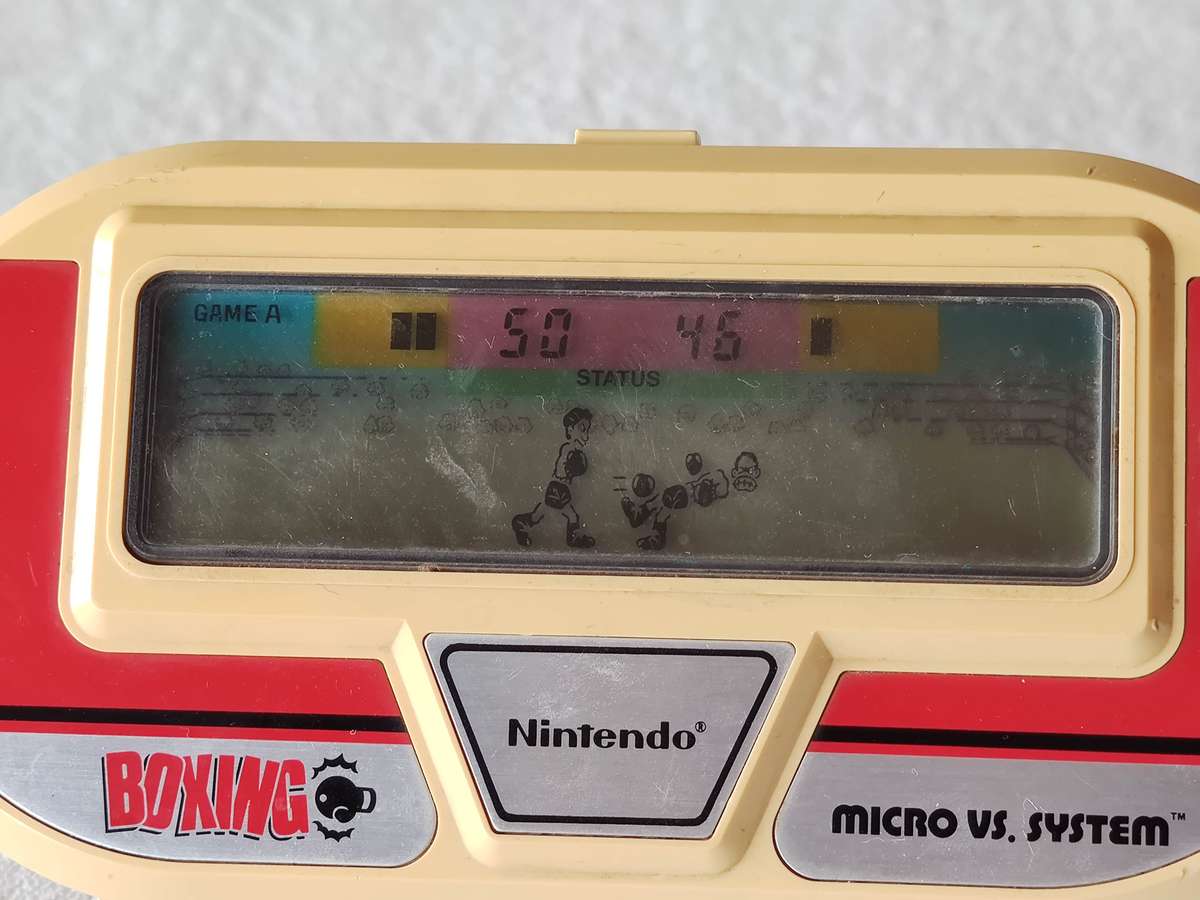 GAME A
50 46
STATUS
Nintendo®
BOXING
MICRO VS. SYSTEM™